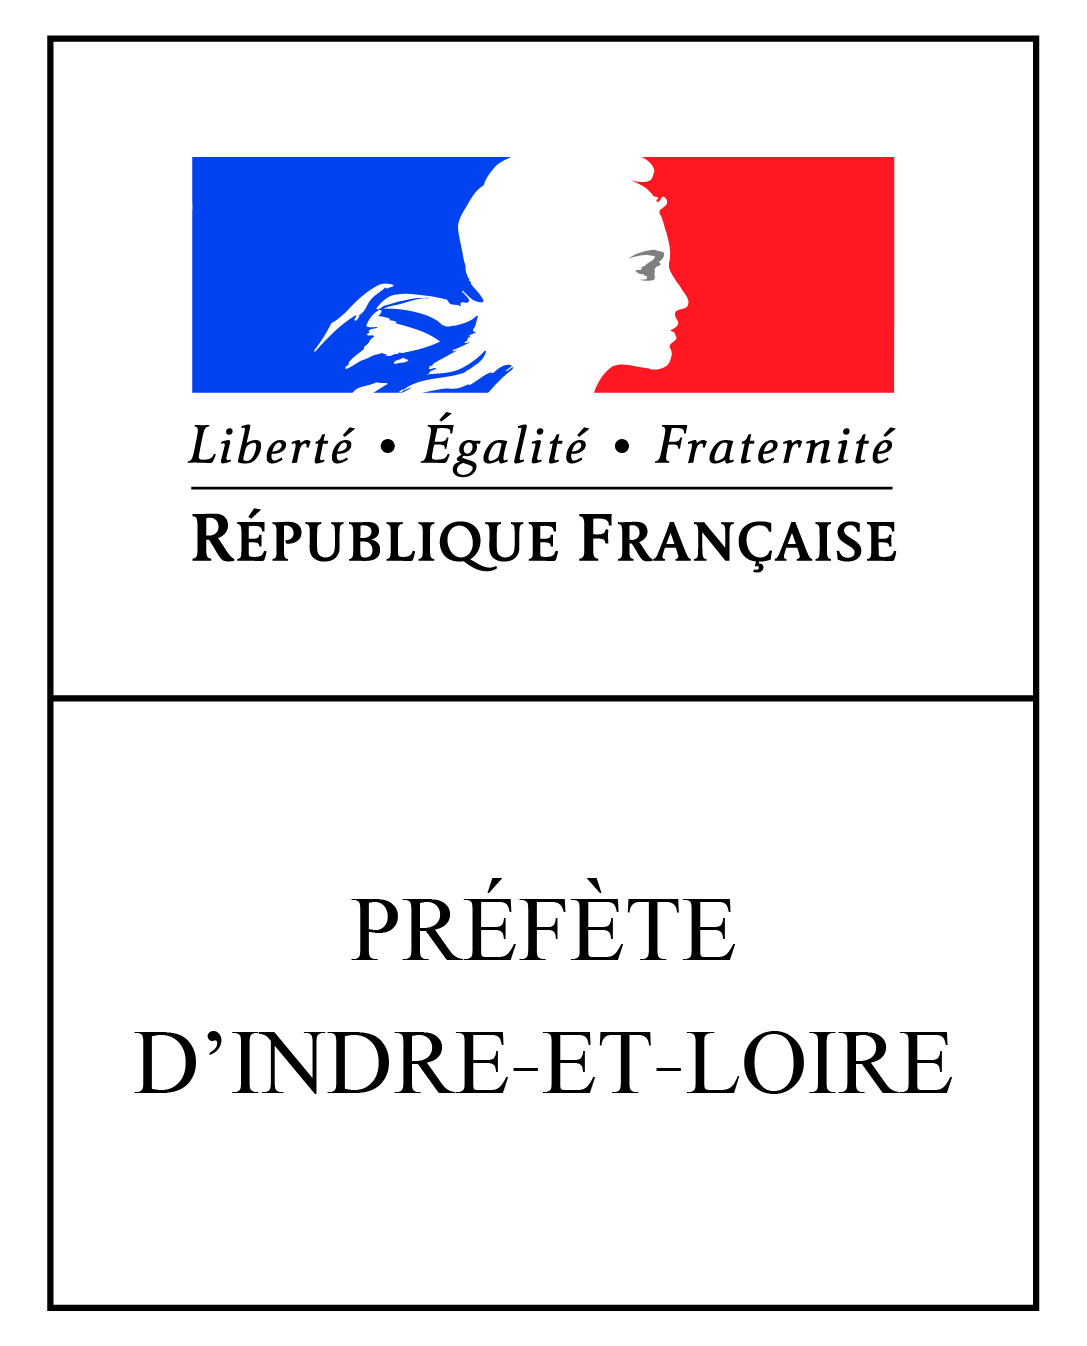 Liberté • Égalité • Fraternité
RÉPUBLIQUE FRANÇAISE
PRÉFÈTE
D’INDRE-ET-LOIRE